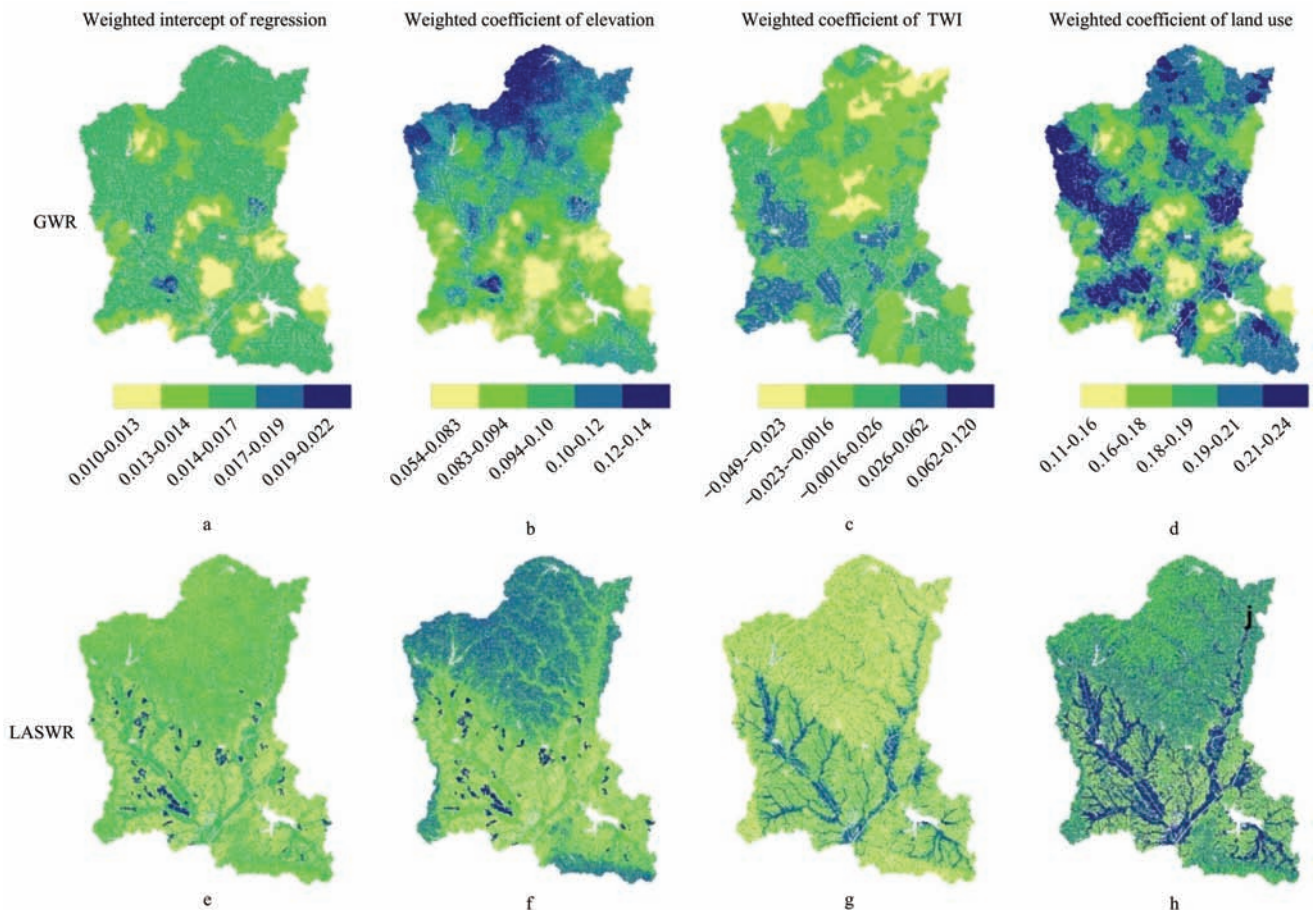 Weighted intercept of regression
Weighted coefficient of elevation
Weighted coefficient of TWI
Weighted coefficient of land use
GWR
0.010-0.013
0.013-0.014
0.014-0.017
0.017-0.019
0.019-0.022
0.054-0.083
0.083-0.094
0.094-0.10
0.10-0.12
0.12-0.14
−0.049-−0.023
−0.023-−0.0016
−0.0016-0.026
0.026-0.062
0.062-0.120
0.11-0.16
0.16-0.18
0.18-0.19
0.19-0.21
0.21-0.24
a
b
c
d
j
LASWR
e
f
g
h